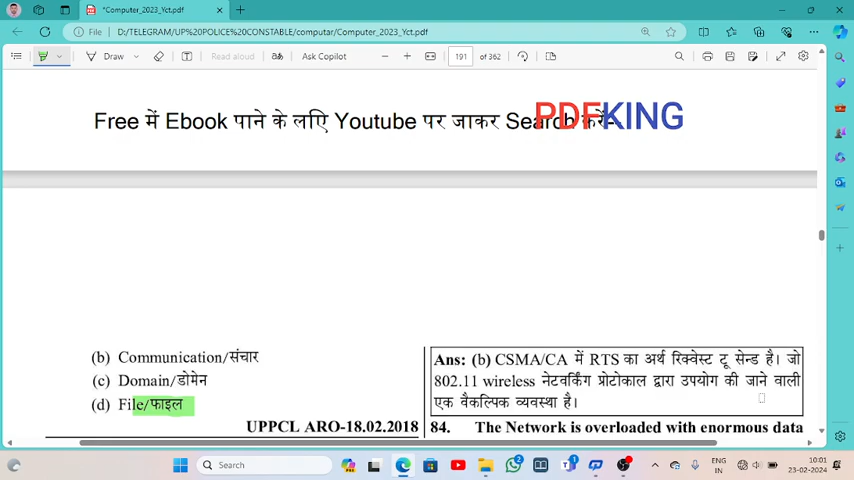 *Computer_2023_Yct.pdf
File
D:/TELEGRAM/UP%20POLICE%20CONSTABLE/computar/Computer_2023_Yct.pdf
Draw
Read aloud
Ask Copilot
191 of 362
Free में Ebook पाने के लिए Youtube पर जाकर Search करें-
PDFKING
(b) Communication/संचार
(c) Domain/डोमेन
(d) File/फाइल
UPPCL ARO-18.02.2018
Ans: (b) CSMA/CA में RTS का अर्थ रिक्वेस्ट टू सेन्ड है। जो
802.11 wireless नेटवर्किंग प्रोटोकाल द्वारा उपयोग की जाने वाली
एक वैकल्पिक व्यवस्था है।
84. The Network is overloaded with enormous data
Search
2
1
ENG
IN
10:01
23-02-2024